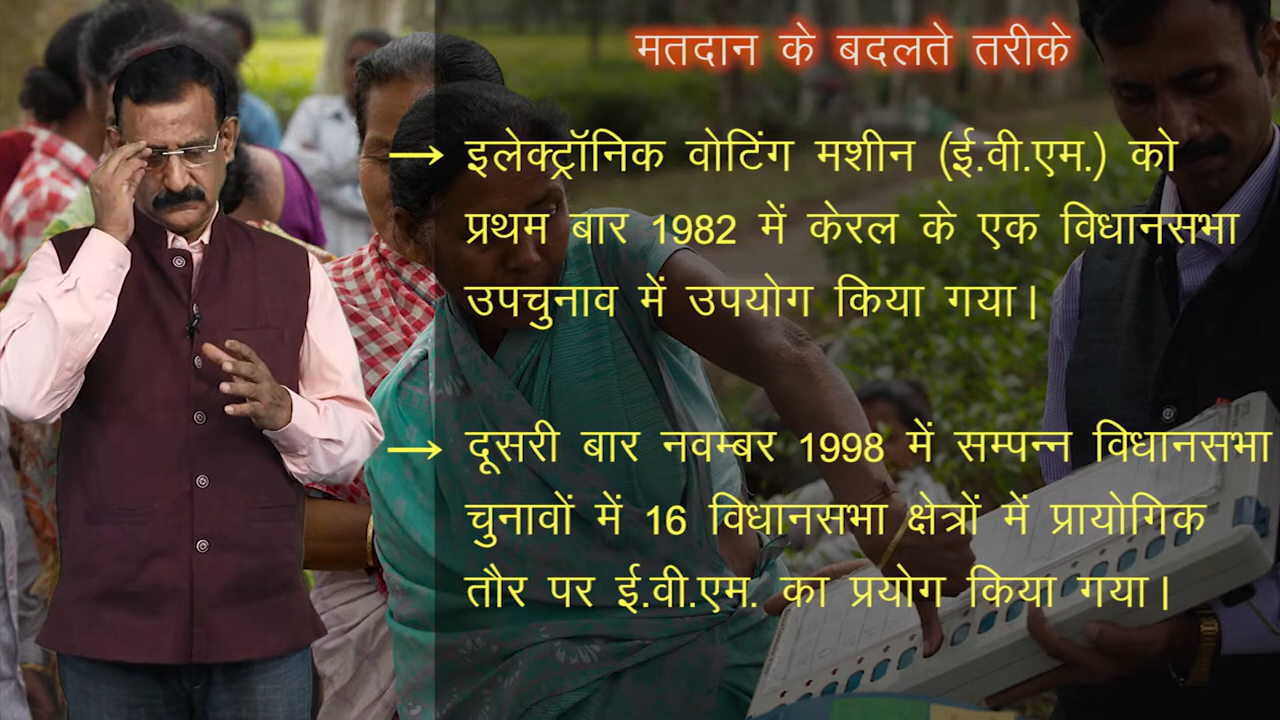 मतदान के बदलते तरीके
→ इलेक्ट्रॉनिक वोटिंग मशीन (ई.वी.एम.) को
प्रथम बार 1982 में केरल के एक विधानसभा
उपचुनाव में उपयोग किया गया।
→ दूसरी बार नवम्बर 1998 में सम्पन्न विधानसभा
चुनावों में 16 विधानसभा क्षेत्रों में प्रायोगिक
तौर पर ई.वी.एम. का प्रयोग किया गया।